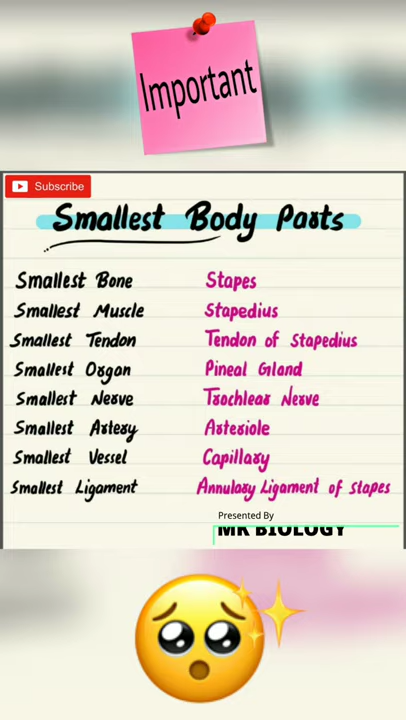 Important
Subscribe
Smallest Body Parts
Smallest Bone Stapes
Smallest Muscle Stapedius
Smallest Tendon Tendon of Stapedius
Smallest Organ Pineal Gland
Smallest Nerve Trochlear Nerve
Smallest Artery Arteriole
Smallest Vessel Capillary
Smallest Ligament Annulary Ligament of Stapes
Presented By
MK BIOLOGY